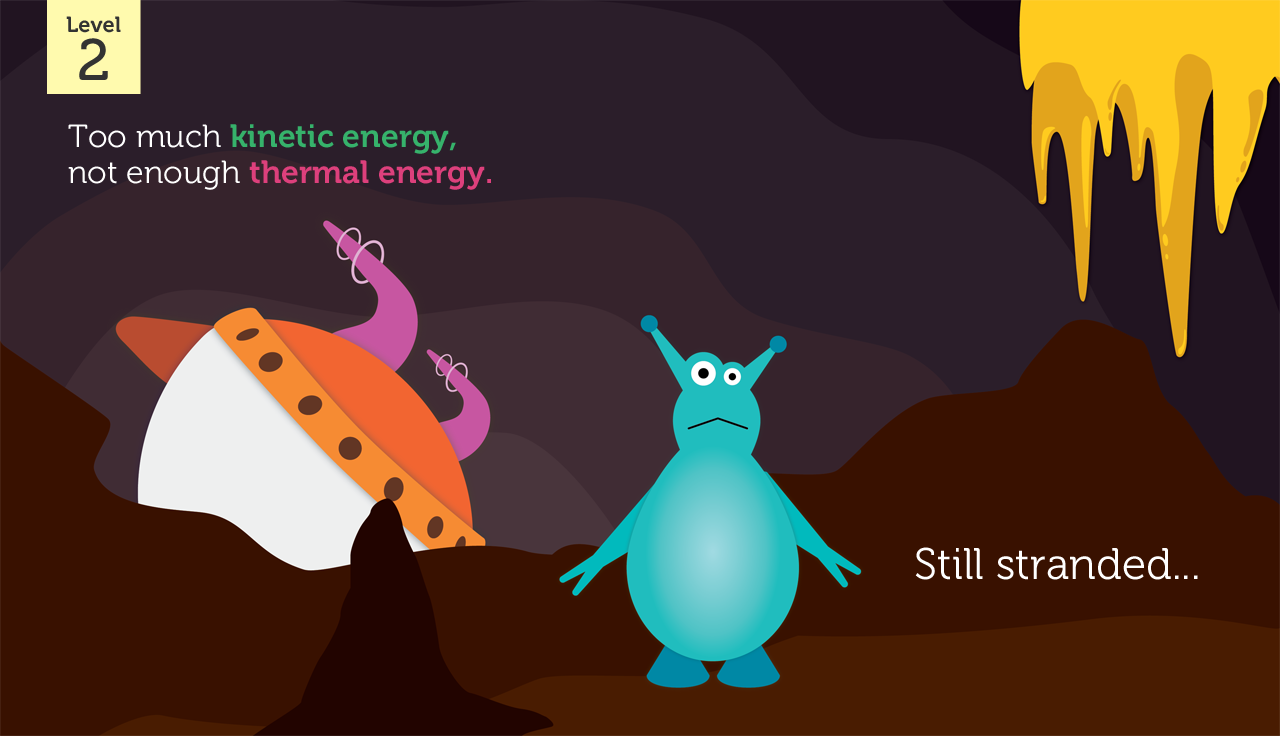 Level
2
Too much kinetic energy,
not enough thermal energy.
Still stranded...